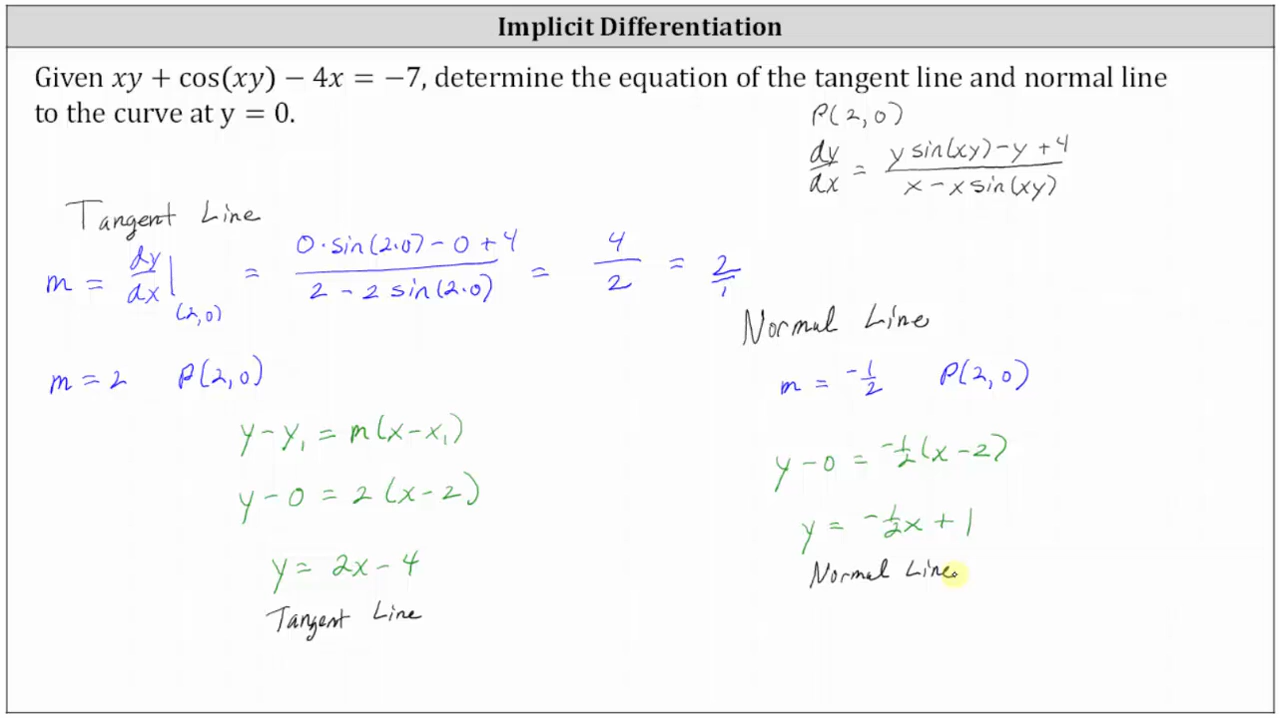 Implicit Differentiation
Given xy + cos(xy) − 4x = −7, determine the equation of the tangent line and normal line
to the curve at y = 0.
P(2,0)
dy/dx = (y sin(xy) − y + 4)/(x − x sin(xy))
Tangent Line
m = dy/dx |(2,0) = (0·sin(2·0) − 0 + 4)/(2 − 2 sin(2·0)) = 4/2 = 2/1
m = 2 P(2,0)
y − y₁ = m(x − x₁)
y − 0 = 2(x − 2)
y = 2x − 4
Tangent Line
Normal Line
m = −1/2 P(2,0)
y − 0 = −1/2(x − 2)
y = −1/2x + 1
Normal Line